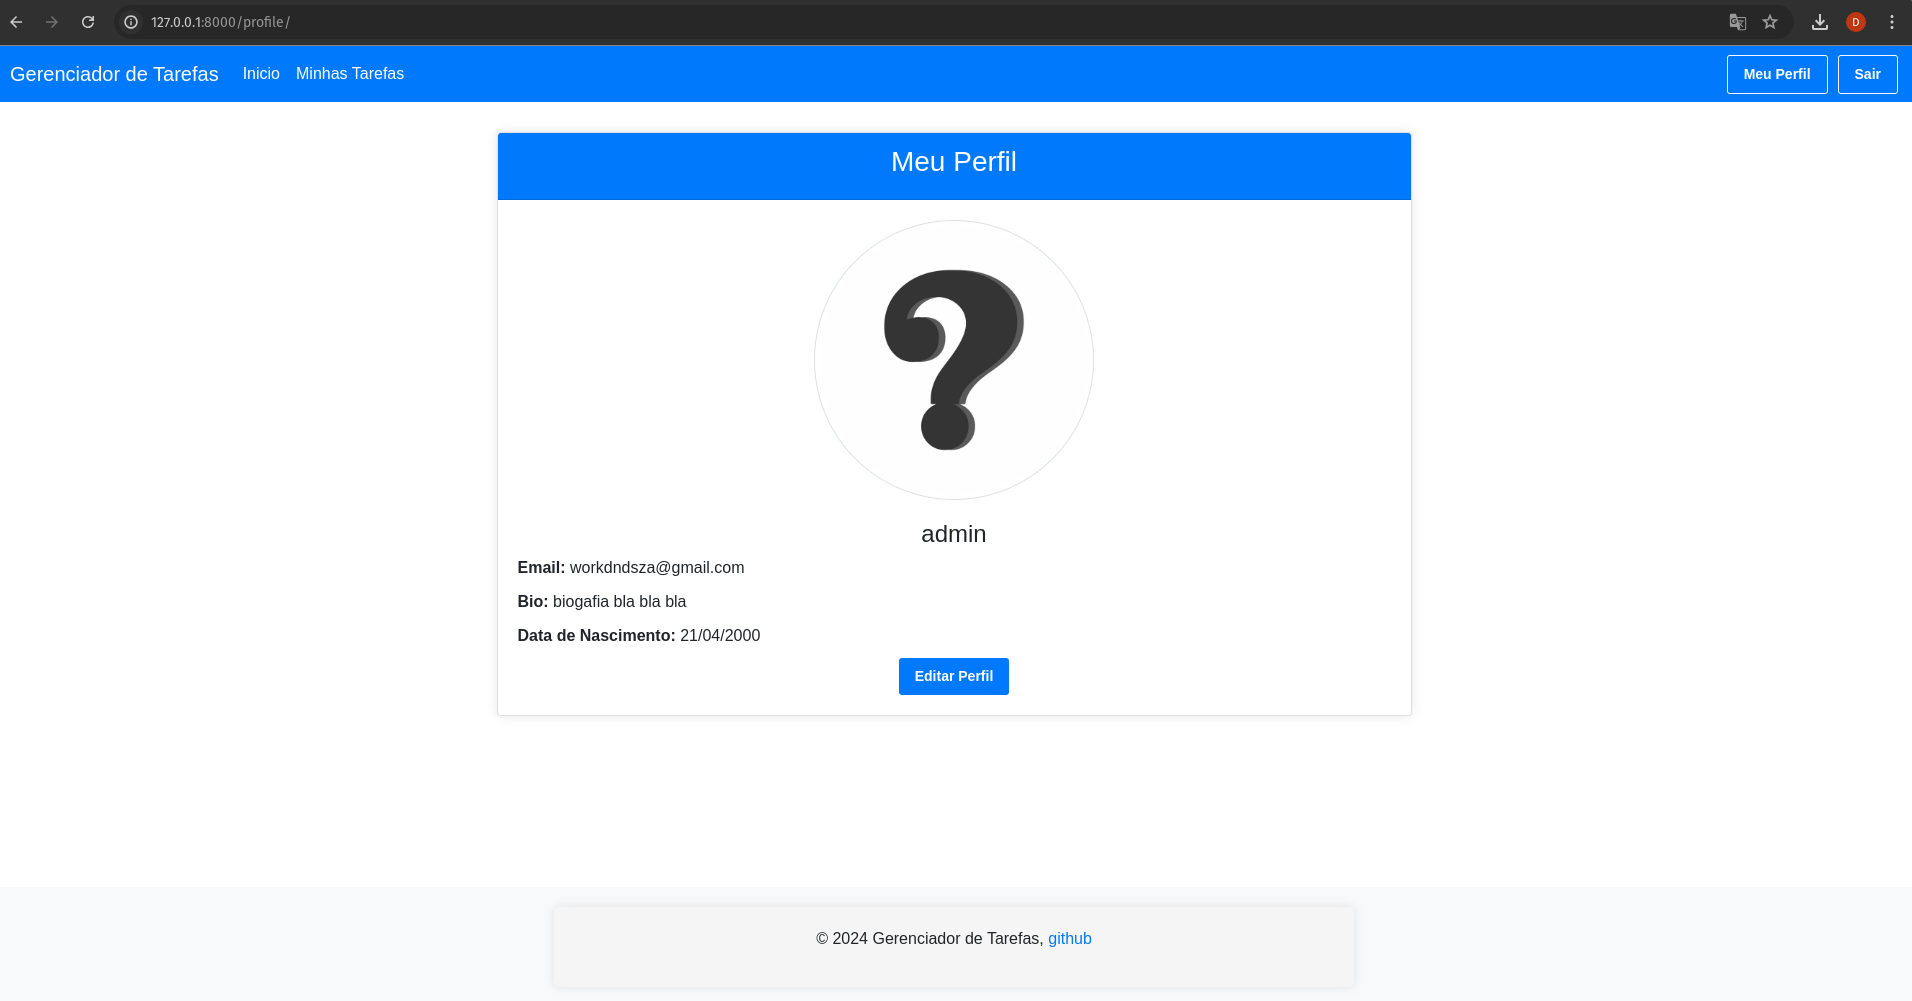 127.0.0.1:8000/profile/
D
Gerenciador de Tarefas Inicio Minhas Tarefas Meu Perfil Sair
Meu Perfil
?
admin
Email: workdndsza@gmail.com
Bio: biogafia bla bla bla
Data de Nascimento: 21/04/2000
Editar Perfil
© 2024 Gerenciador de Tarefas, github